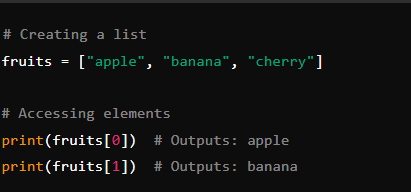 # Creating a list
fruits = ["apple", "banana", "cherry"]
# Accessing elements
print(fruits[0])  # Outputs: apple
print(fruits[1])  # Outputs: banana